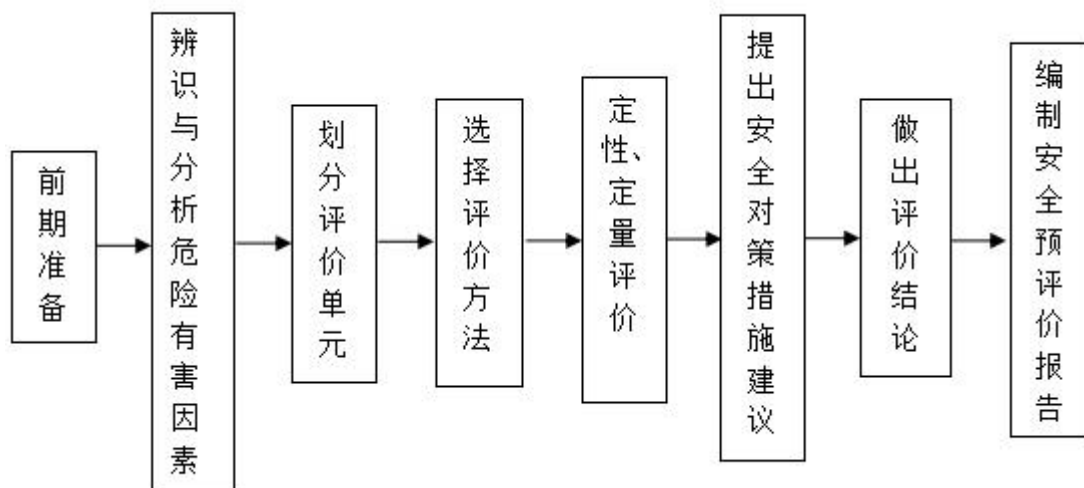 前期准备
辨识与分析危险有害因素
划分评价单元
选择评价方法
定性、定量评价
提出安全对策措施建议
做出评价结论
编制安全预评价报告